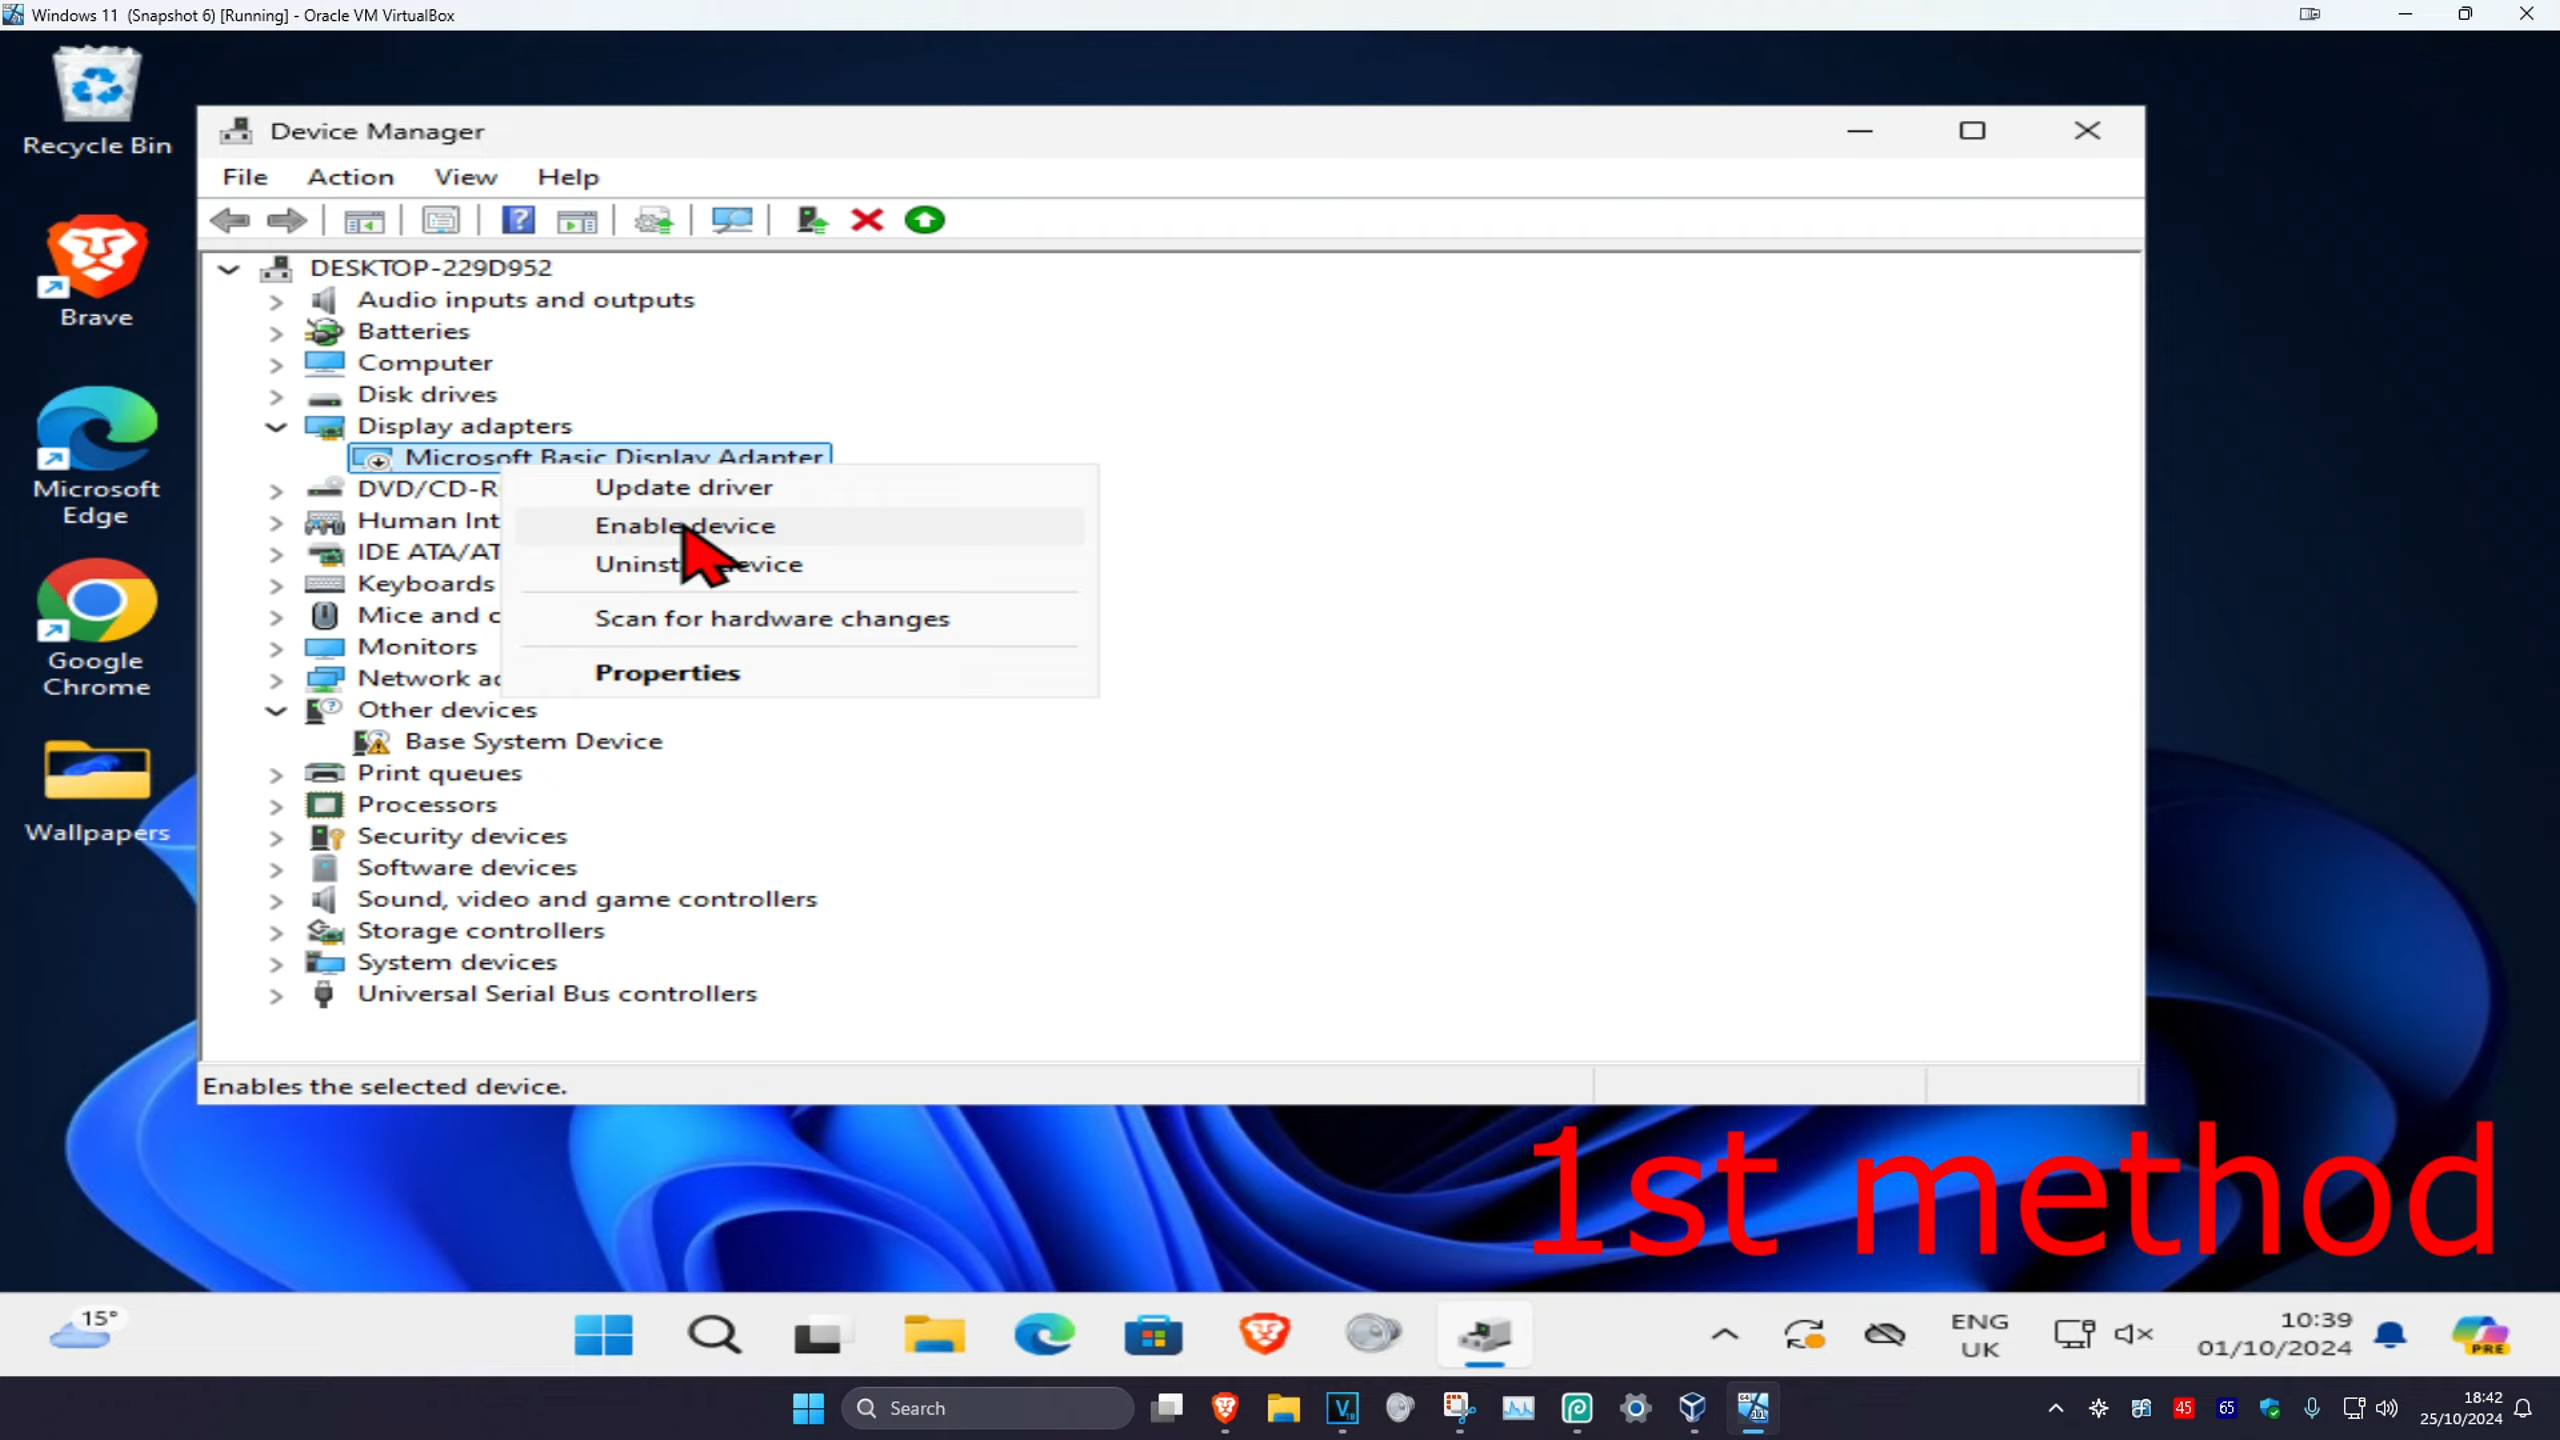 Windows 11 (Snapshot 6) [Running] - Oracle VM VirtualBox
Recycle Bin
Brave
Microsoft
Edge
Google
Chrome
Wallpapers
Device Manager
File Action View Help
DESKTOP-229D952
Audio inputs and outputs
Batteries
Computer
Disk drives
Display adapters
Microsoft Basic Display Adapter
DVD/CD-R
Human Int
IDE ATA/AT
Keyboards
Mice and
Monitors
Network
Other devices
Base System Device
Print queues
Processors
Security devices
Software devices
Sound, video and game controllers
Storage controllers
System devices
Universal Serial Bus controllers
Update driver
Enable device
Uninst evice
Scan for hardware changes
Properties
Enables the selected device.
1st method
15°
ENG
UK
10:39
01/10/2024
PRE
Search
45
65
18:42
25/10/2024